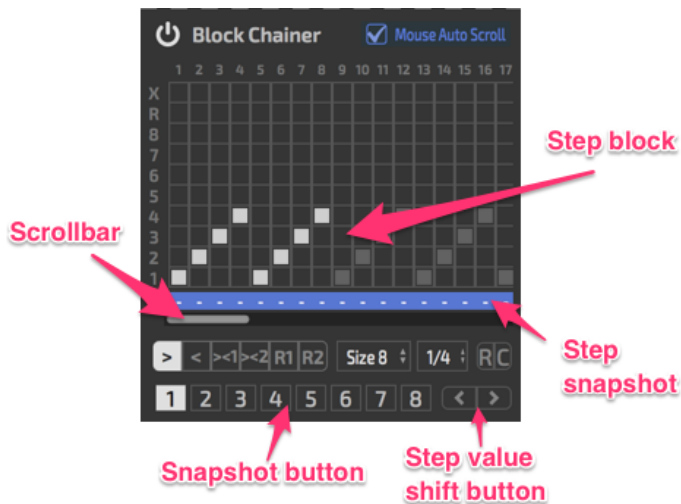 Block Chainer
Mouse Auto Scroll
1 2 3 4 5 6 7 8 9 10 11 12 13 14 15 16 17
X
R
8
7
6
5
4
3
2
1
Step block
Scrollbar
- - - - - - - - - - - - - - - - -
> < ><1 ><2 R1 R2 Size 8 1/4 R C
Step
snapshot
1 2 3 4 5 6 7 8 < >
Snapshot button
Step value
shift button